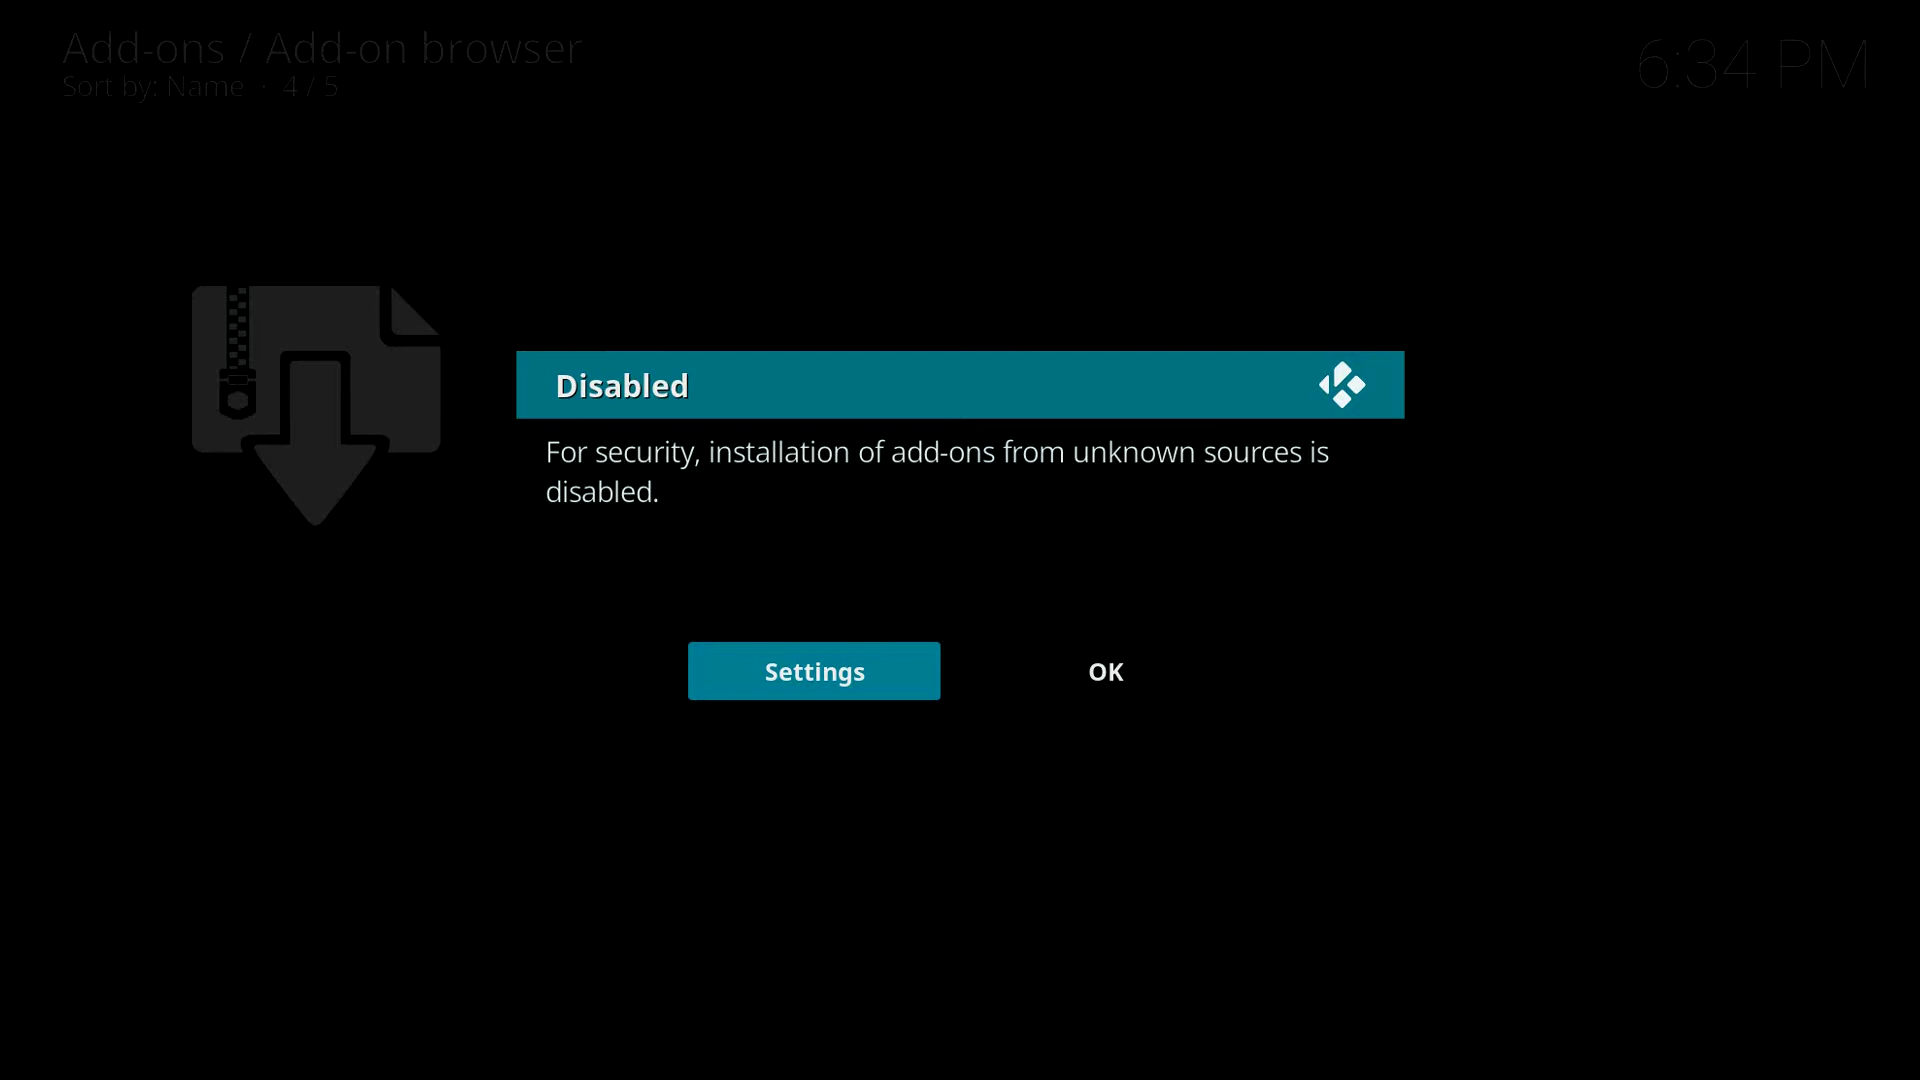 Add-ons / Add-on browser
Sort by: Name · 4 / 5
6:34 PM
Disabled
For security, installation of add-ons from unknown sources is
disabled.
Settings
OK